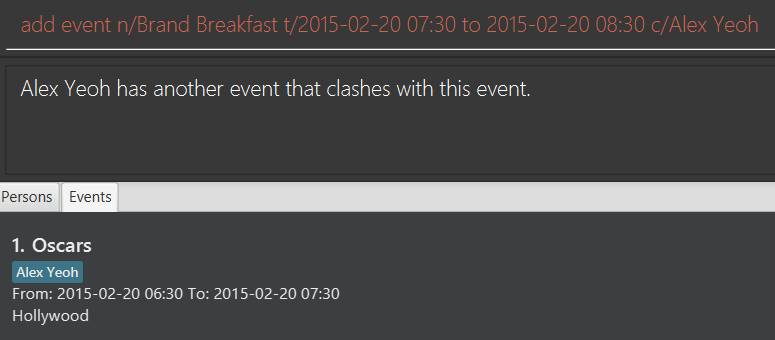 add event n/Brand Breakfast t/2015-02-20 07:30 to 2015-02-20 08:30 c/Alex Yeoh
Alex Yeoh has another event that clashes with this event.
Persons Events
1. Oscars
Alex Yeoh
From: 2015-02-20 06:30 To: 2015-02-20 07:30
Hollywood